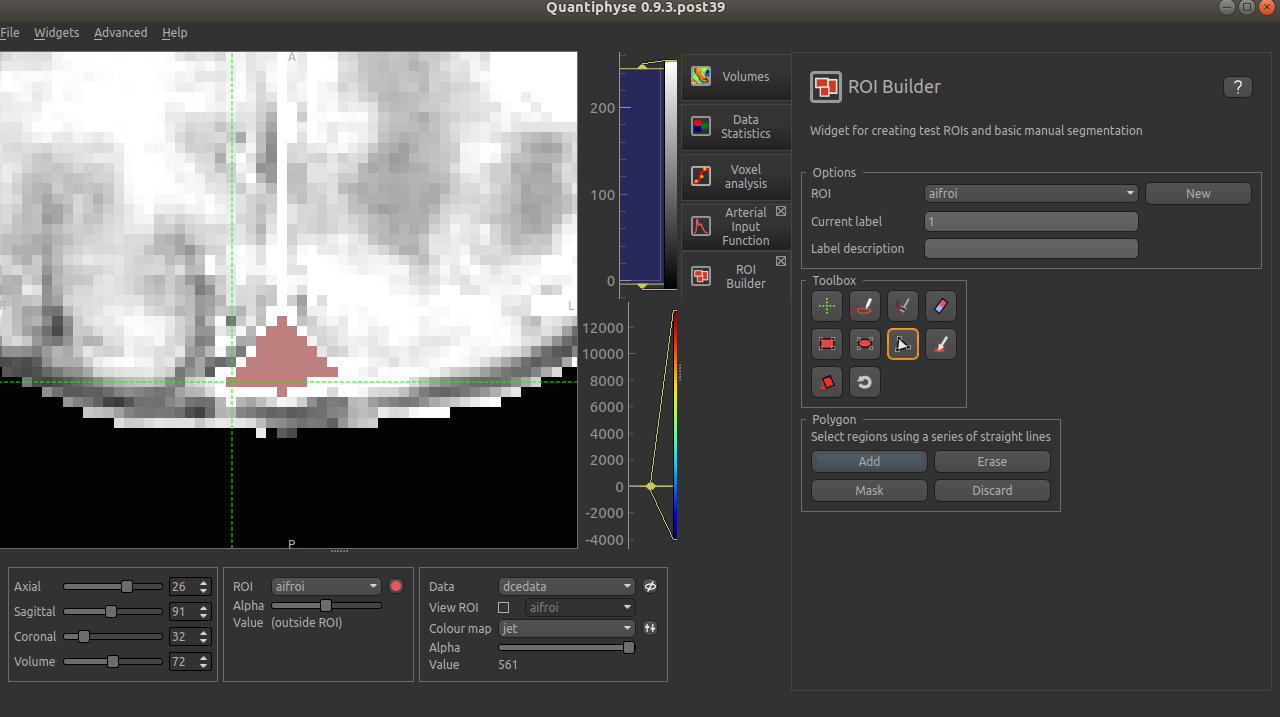 Quantiphyse 0.9.3.post39
File Widgets Advanced Help
A
R
L
P
200
100
0
12000
10000
8000
6000
4000
2000
0
-2000
-4000
Volumes
Data
Statistics
Voxel
analysis
Arterial
Input
Function
ROI
Builder
ROI Builder
?
Widget for creating test ROIs and basic manual segmentation
Options
ROI aifroi New
Current label 1
Label description
Toolbox
Polygon
Select regions using a series of straight lines
Add Erase
Mask Discard
Axial 26
Sagittal 91
Coronal 32
Volume 72
ROI aifroi
Alpha
Value (outside ROI)
Data dcedata
View ROI aifroi
Colour map jet
Alpha
Value 561